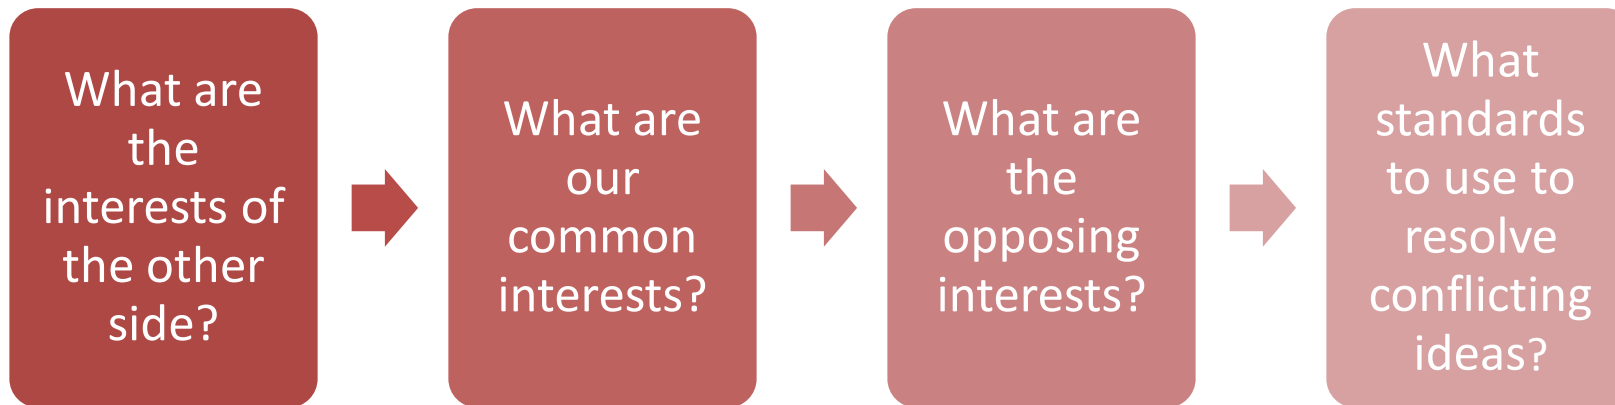 What are
the
interests of
the other
side?
What are
our
common
interests?
What are
the
opposing
interests?
What
standards
to use to
resolve
conflicting
ideas?